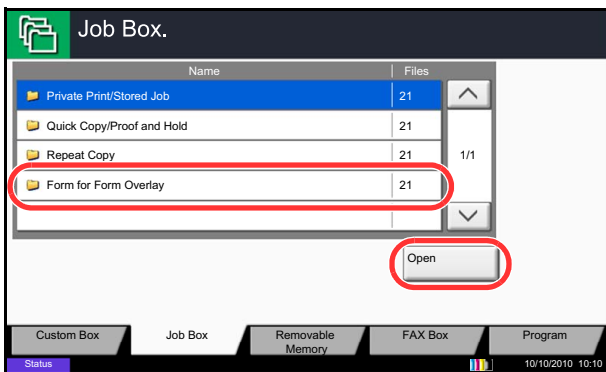 Job Box.
Name Files
Private Print/Stored Job 21
Quick Copy/Proof and Hold 21
Repeat Copy 21 1/1
Form for Form Overlay 21
Open
Custom Box Job Box Removable Memory FAX Box Program
Status 10/10/2010 10:10